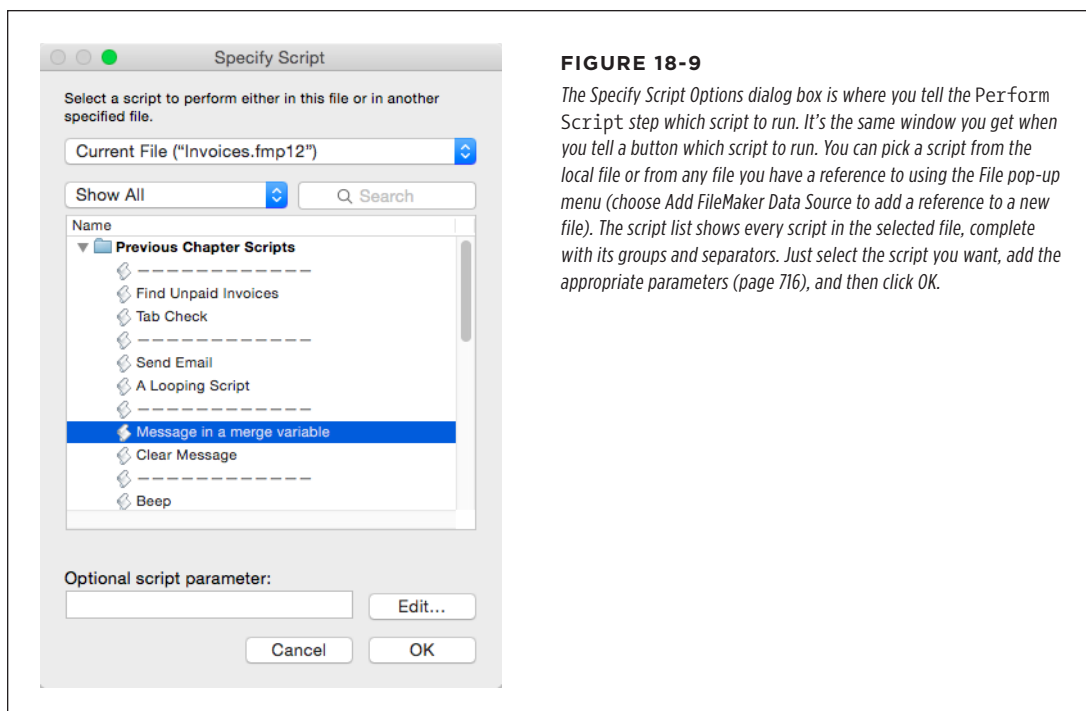 Specify Script
Select a script to perform either in this file or in another
specified file.
Current File (“Invoices.fmp12”)
Show All
Search
Name
Previous Chapter Scripts
– – – – – – – – – – – –
Find Unpaid Invoices
Tab Check
– – – – – – – – – – – –
Send Email
A Looping Script
– – – – – – – – – – – –
Message in a merge variable
Clear Message
– – – – – – – – – – – –
Beep
Optional script parameter:
Edit...
Cancel
OK
FIGURE 18-9
The Specify Script Options dialog box is where you tell the Perform
Script step which script to run. It’s the same window you get when
you tell a button which script to run. You can pick a script from the
local file or from any file you have a reference to using the File pop-up
menu (choose Add FileMaker Data Source to add a reference to a new
file). The script list shows every script in the selected file, complete
with its groups and separators. Just select the script you want, add the
appropriate parameters (page 716), and then click OK.